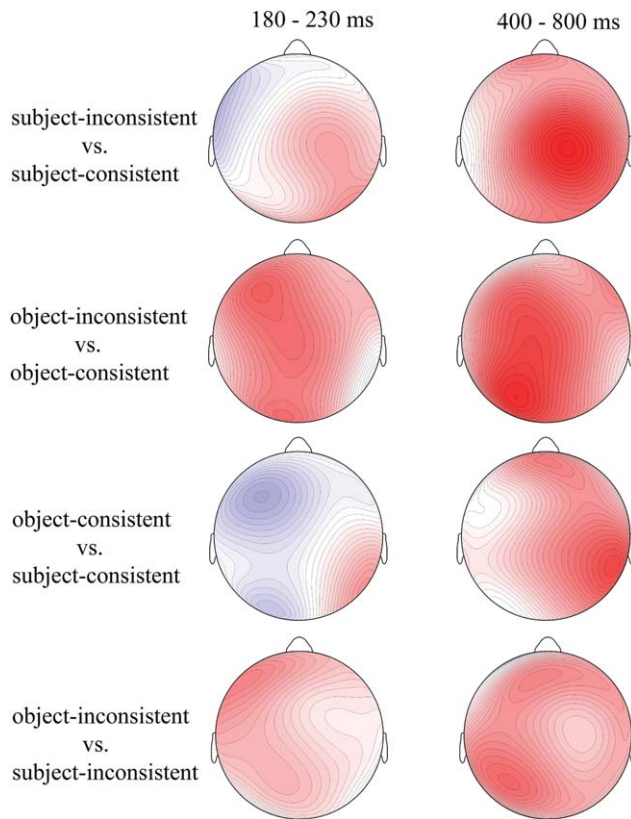 180 - 230 ms
400 - 800 ms
subject-inconsistent
vs.
subject-consistent
object-inconsistent
vs.
object-consistent
object-consistent
vs.
subject-consistent
object-inconsistent
vs.
subject-inconsistent